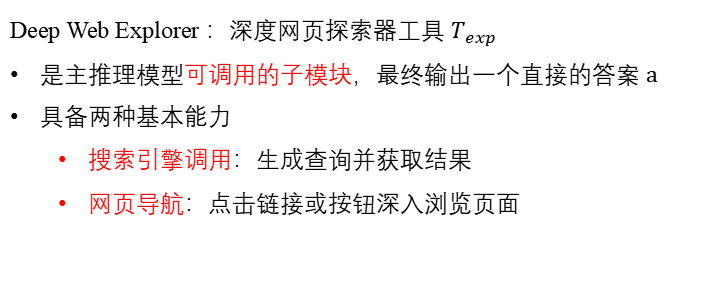 Deep Web Explorer：深度网页探索器工具 T_exp
• 是主推理模型可调用的子模块，最终输出一个直接的答案 a
• 具备两种基本能力
• 搜索引擎调用：生成查询并获取结果
• 网页导航：点击链接或按钮深入浏览页面